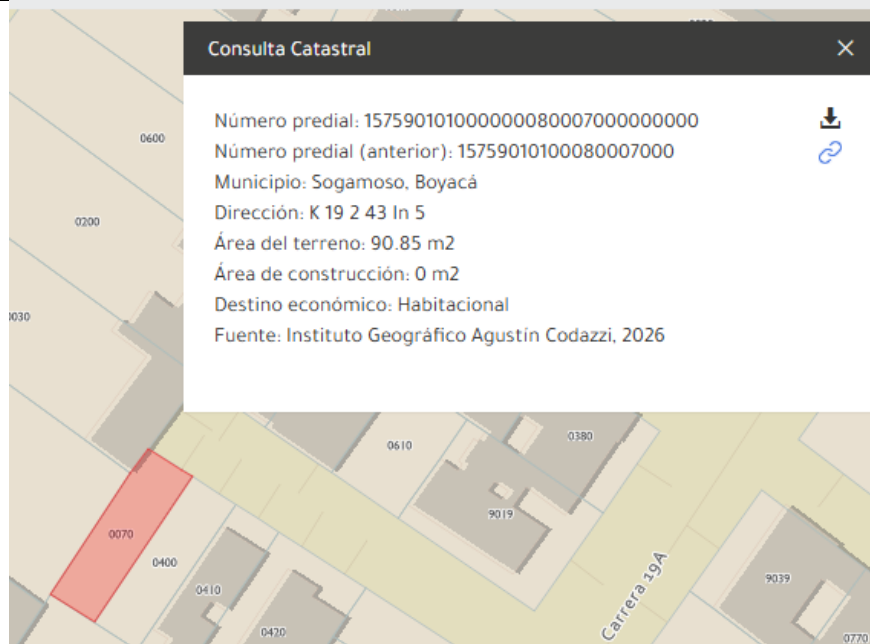 Consulta Catastral
Número predial: 157590101000000080007000000000
Número predial (anterior): 15759010100080007000
Municipio: Sogamoso, Boyacá
Dirección: K 19 2 43 In 5
Área del terreno: 90.85 m2
Área de construcción: 0 m2
Destino económico: Habitacional
Fuente: Instituto Geográfico Agustín Codazzi, 2026
0600
0200
0030
0610
0380
9019
0070
0400
0410
0420
Carrera 19A
9039
0770